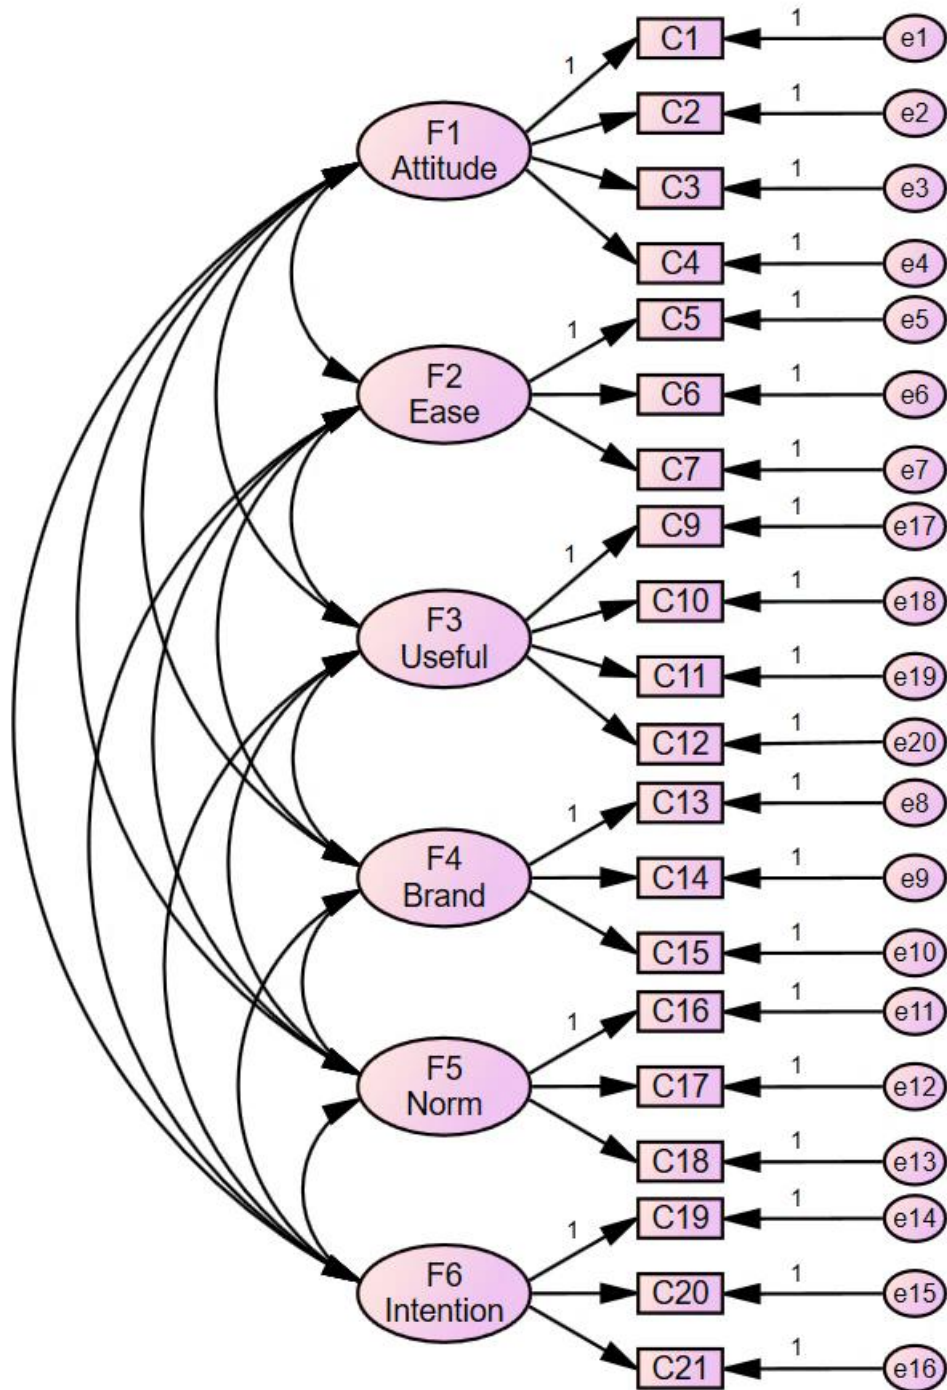 C1
1
e1
1
C2
1
e2
F1
Attitude
C3
1
e3
C4
1
e4
C5
1
e5
1
F2
Ease
C6
1
e6
C7
1
e7
C9
1
e17
1
C10
1
e18
F3
Useful
C11
1
e19
C12
1
e20
C13
1
e8
1
F4
Brand
C14
1
e9
C15
1
e10
C16
1
e11
1
F5
Norm
C17
1
e12
C18
1
e13
C19
1
e14
1
F6
Intention
C20
1
e15
C21
1
e16